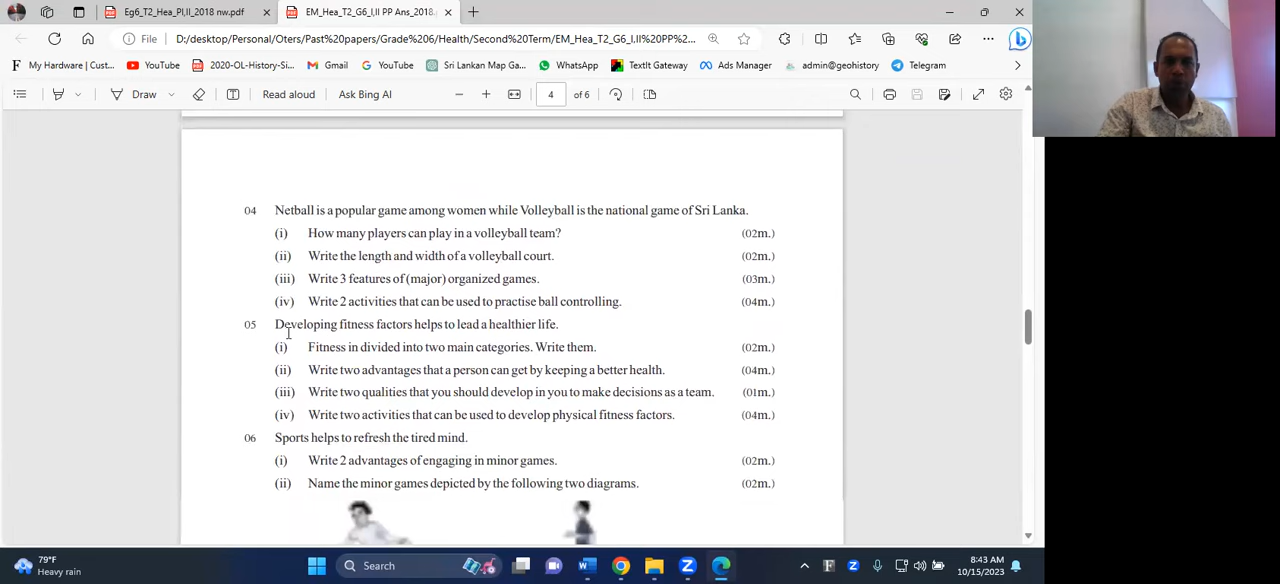 Eg6_T2_Hea_PI,II_2018 nw.pdf
EM_Hea_T2_G6_I,II PP Ans_2018.
File
D:/desktop/Personal/Oters/Past%20papers/Grade%206/Health/Second%20Term/EM_Hea_T2_G6_I,II%20PP%...
My Hardware | Cust...
YouTube
2020-OL-History-Si...
Gmail
YouTube
Sri Lankan Map Ga...
WhatsApp
TextIt Gateway
Ads Manager
admin@geohistory
Telegram
Draw
Read aloud
Ask Bing AI
4 of 6
04 Netball is a popular game among women while Volleyball is the national game of Sri Lanka.
(i) How many players can play in a volleyball team? (02m.)
(ii) Write the length and width of a volleyball court. (02m.)
(iii) Write 3 features of (major) organized games. (03m.)
(iv) Write 2 activities that can be used to practise ball controlling. (04m.)
05 Developing fitness factors helps to lead a healthier life.
(i) Fitness in divided into two main categories. Write them. (02m.)
(ii) Write two advantages that a person can get by keeping a better health. (04m.)
(iii) Write two qualities that you should develop in you to make decisions as a team. (01m.)
(iv) Write two activities that can be used to develop physical fitness factors. (04m.)
06 Sports helps to refresh the tired mind.
(i) Write 2 advantages of engaging in minor games. (02m.)
(ii) Name the minor games depicted by the following two diagrams. (02m.)
79°F
Heavy rain
Search
8:43 AM
10/15/2023